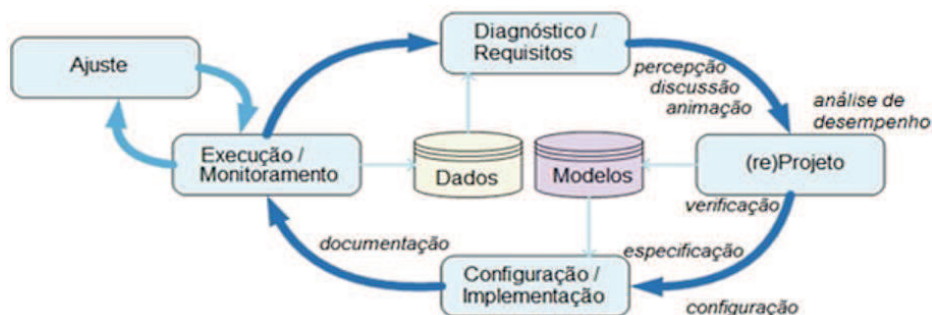 Diagnóstico /
Requisitos
Ajuste
percepção
discussão
animação
análise de
desempenho
Execução /
Monitoramento
Dados
Modelos
(re)Projeto
verificação
documentação
especificação
Configuração /
Implementação
configuração